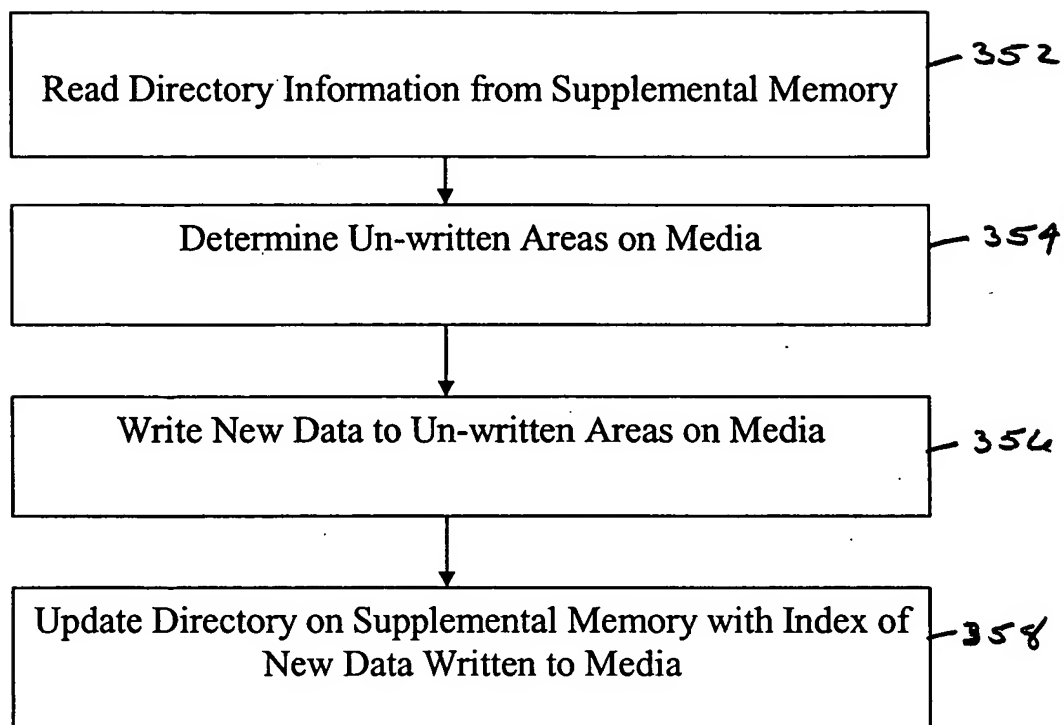 352
Read Directory Information from Supplemental Memory
354
Determine Un-written Areas on Media
356
Write New Data to Un-written Areas on Media
358
Update Directory on Supplemental Memory with Index of
New Data Written to Media